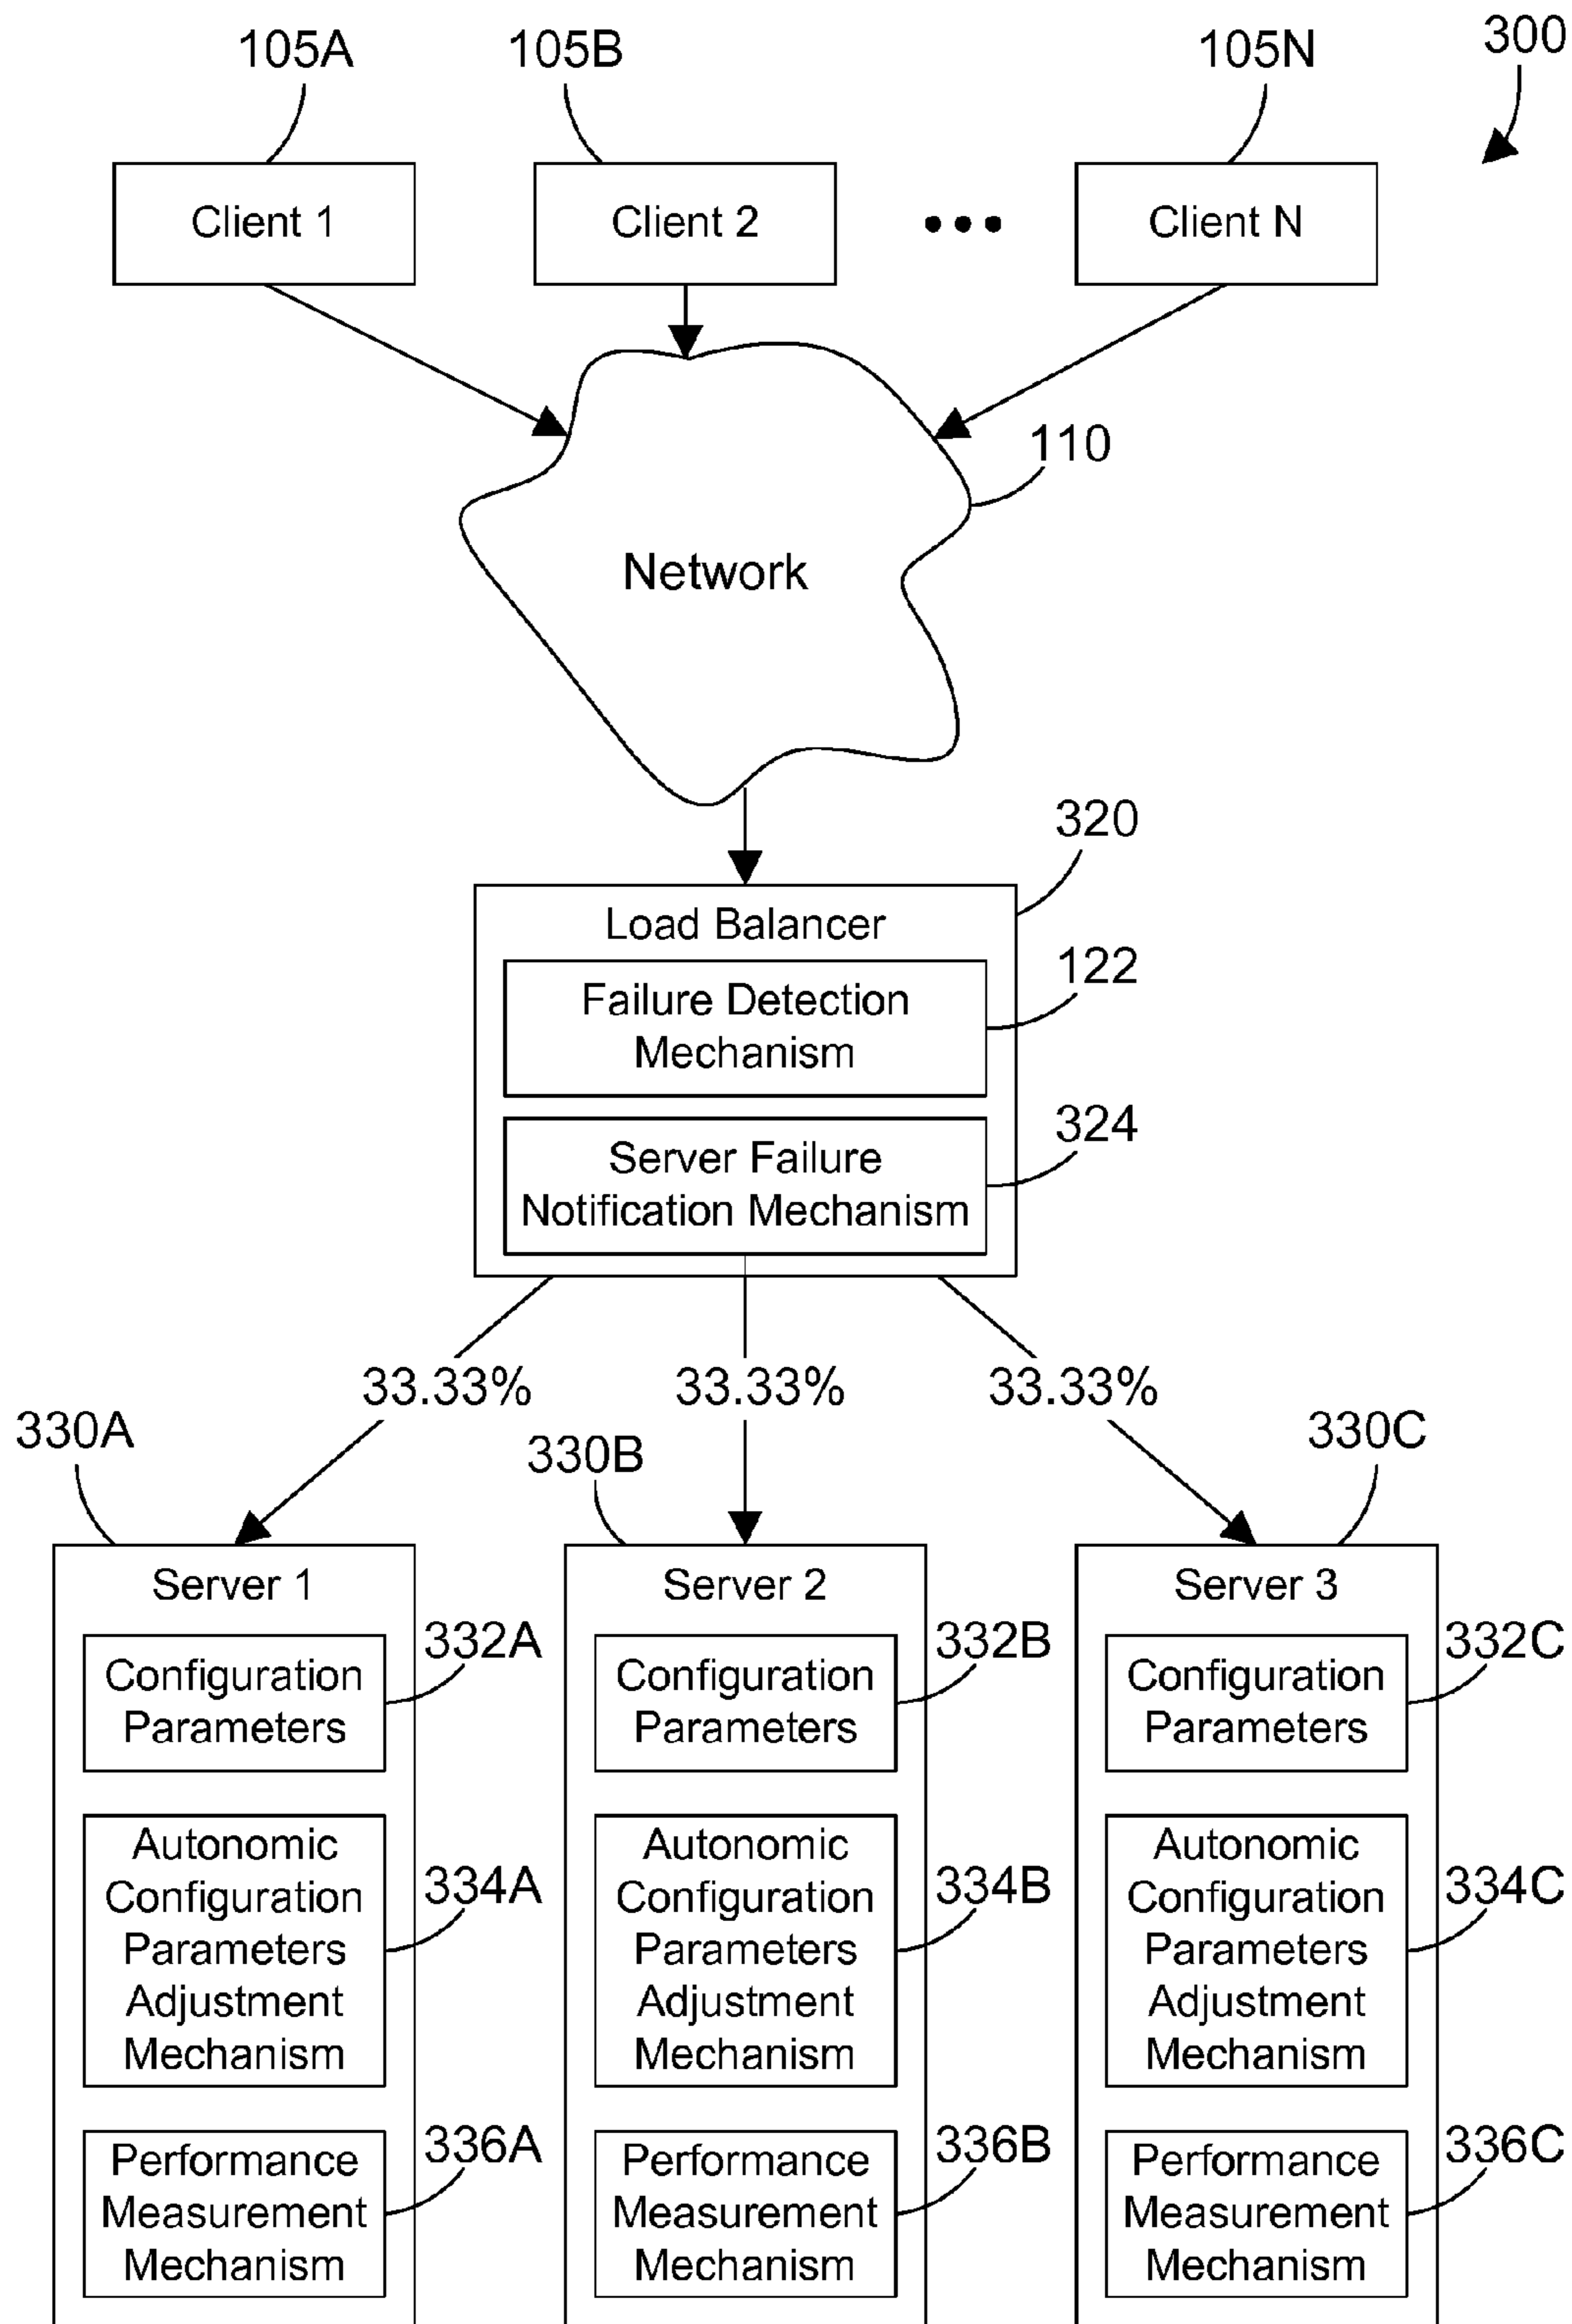 105A 105B 105N 300
Client 1 Client 2 Client N
110
Network
320
Load Balancer
122
Failure Detection
Mechanism
324
Server Failure
Notification Mechanism
33.33% 33.33% 33.33%
330A 330B 330C
Server 1
332A
Configuration
Parameters
334A
Autonomic
Configuration
Parameters
Adjustment
Mechanism
336A
Performance
Measurement
Mechanism
Server 2
332B
Configuration
Parameters
334B
Autonomic
Configuration
Parameters
Adjustment
Mechanism
336B
Performance
Measurement
Mechanism
Server 3
332C
Configuration
Parameters
334C
Autonomic
Configuration
Parameters
Adjustment
Mechanism
336C
Performance
Measurement
Mechanism